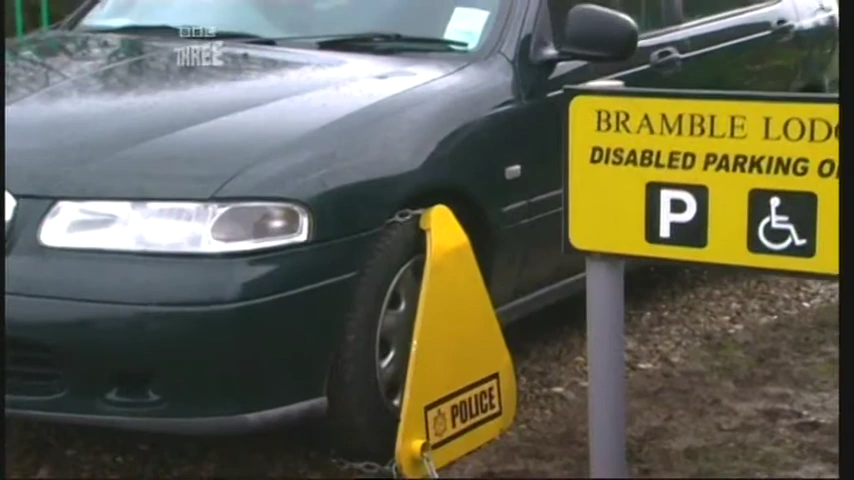 BBC
THREE
BRAMBLE LODG
DISABLED PARKING O
P
POLICE